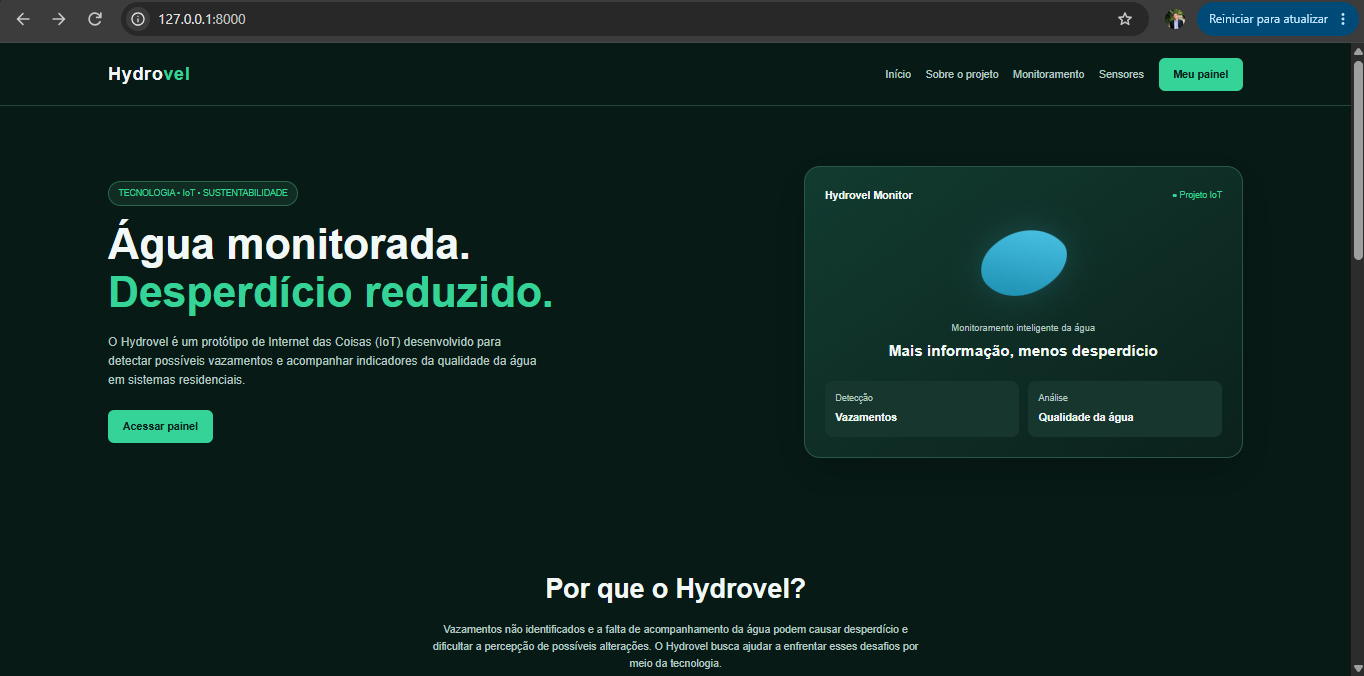 127.0.0.1:8000
Reiniciar para atualizar
Hydrovel
Início
Sobre o projeto
Monitoramento
Sensores
Meu painel
TECNOLOGIA • IoT • SUSTENTABILIDADE
Água monitorada.
Desperdício reduzido.
O Hydrovel é um protótipo de Internet das Coisas (IoT) desenvolvido para
detectar possíveis vazamentos e acompanhar indicadores da qualidade da água
em sistemas residenciais.
Acessar painel
Hydrovel Monitor
Projeto IoT
Monitoramento inteligente da água
Mais informação, menos desperdício
Detecção
Vazamentos
Análise
Qualidade da água
Por que o Hydrovel?
Vazamentos não identificados e a falta de acompanhamento da água podem causar desperdício e
dificultar a percepção de possíveis alterações. O Hydrovel busca ajudar a enfrentar esses desafios por
meio da tecnologia.